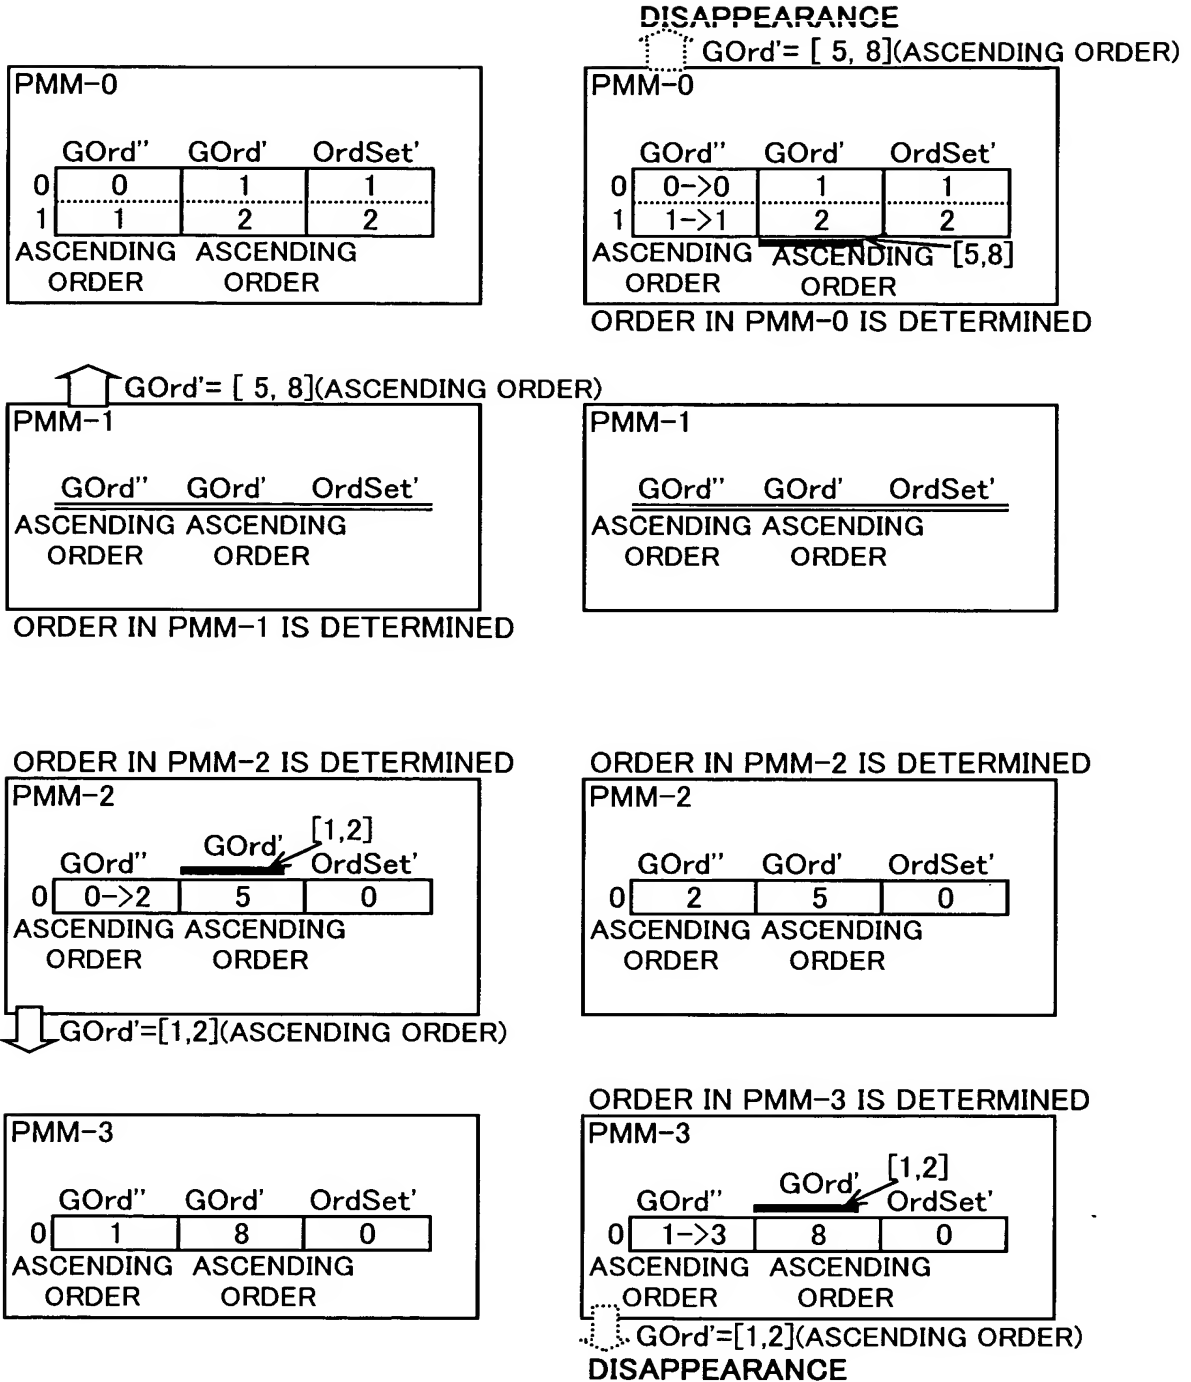 DISAPPEARANCE
GOrd'= [ 5, 8](ASCENDING ORDER)
PMM-0
GOrd'' GOrd' OrdSet'
0 0 1 1
1 1 2 2
ASCENDING ASCENDING
ORDER ORDER
PMM-0
GOrd'' GOrd' OrdSet'
0 0->0 1 1
1 1->1 2 2
ASCENDING ASCENDING [5,8]
ORDER ORDER
ORDER IN PMM-0 IS DETERMINED
GOrd'= [ 5, 8](ASCENDING ORDER)
PMM-1
GOrd'' GOrd' OrdSet'
ASCENDING ASCENDING
ORDER ORDER
ORDER IN PMM-1 IS DETERMINED
PMM-1
GOrd'' GOrd' OrdSet'
ASCENDING ASCENDING
ORDER ORDER
ORDER IN PMM-2 IS DETERMINED
PMM-2
[1,2]
GOrd'' GOrd' OrdSet'
0 0->2 5 0
ASCENDING ASCENDING
ORDER ORDER
GOrd'=[1,2](ASCENDING ORDER)
ORDER IN PMM-2 IS DETERMINED
PMM-2
GOrd'' GOrd' OrdSet'
0 2 5 0
ASCENDING ASCENDING
ORDER ORDER
PMM-3
GOrd'' GOrd' OrdSet'
0 1 8 0
ASCENDING ASCENDING
ORDER ORDER
ORDER IN PMM-3 IS DETERMINED
PMM-3
[1,2]
GOrd'' GOrd' OrdSet'
0 1->3 8 0
ASCENDING ASCENDING
ORDER ORDER
GOrd'=[1,2](ASCENDING ORDER)
DISAPPEARANCE